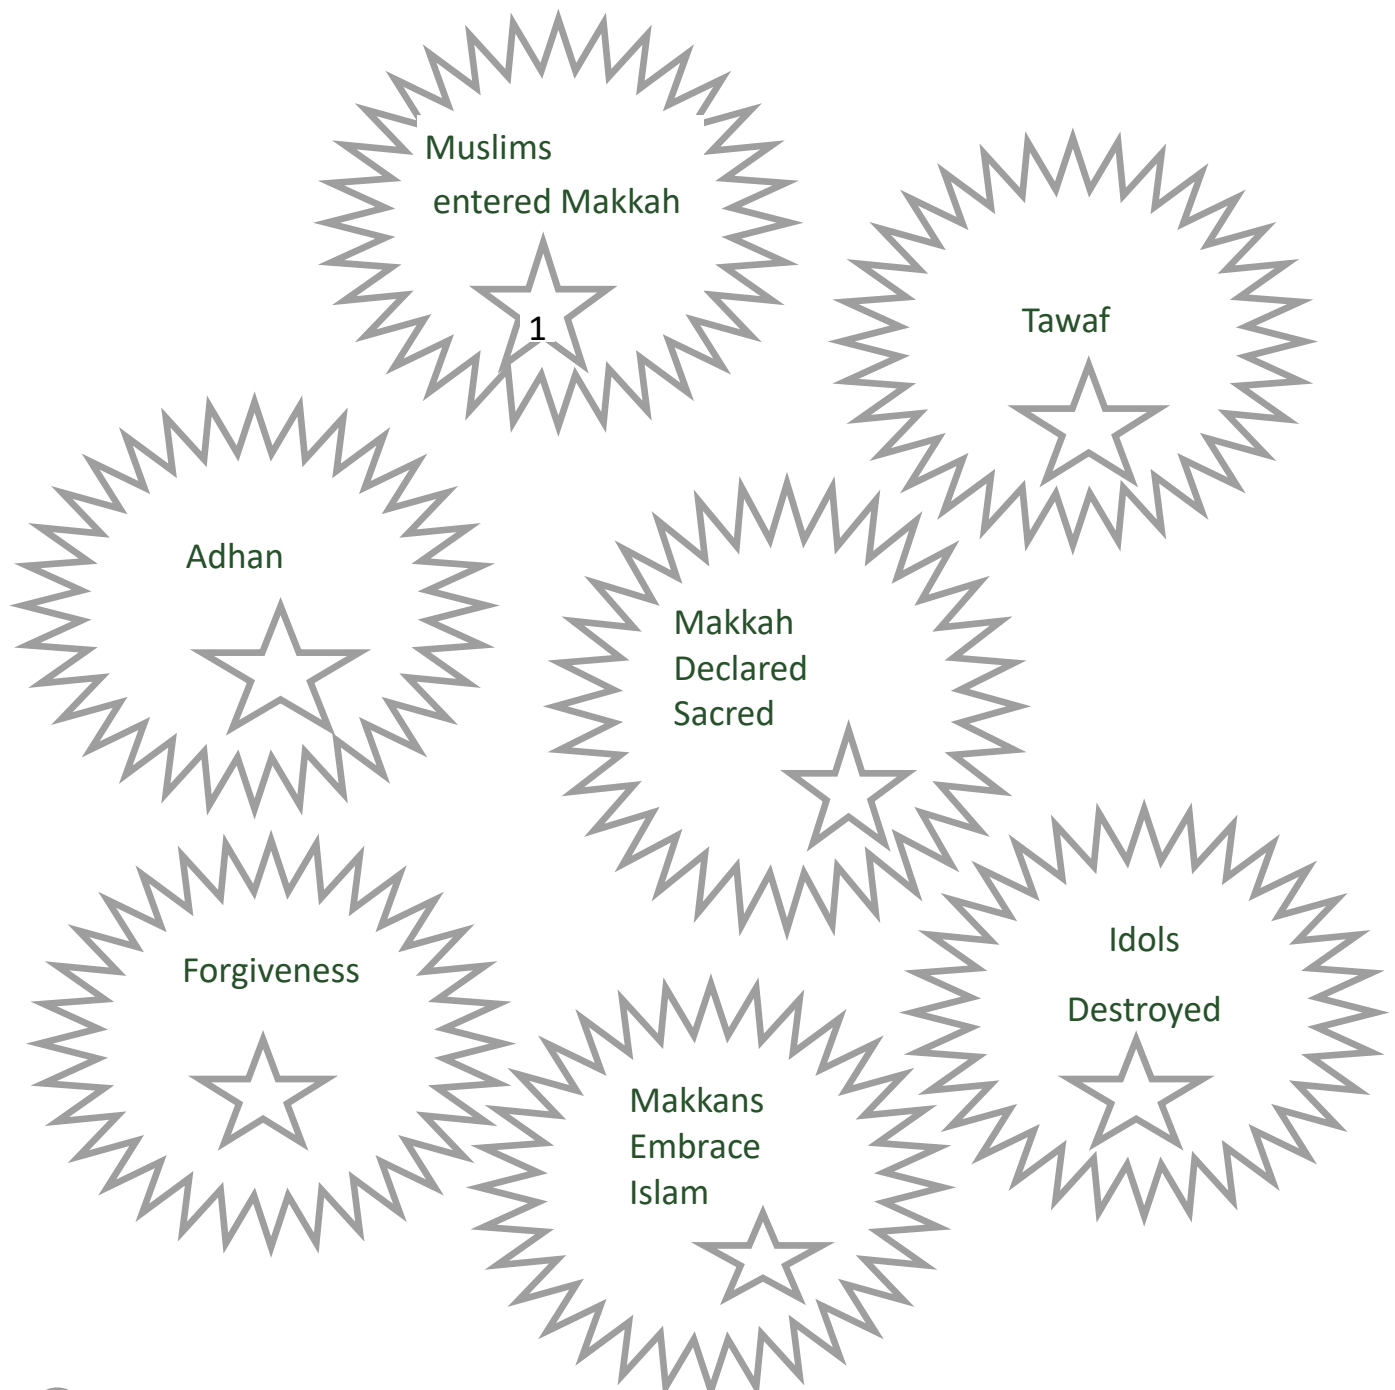 Muslims
entered Makkah
1
Tawaf
Adhan
Makkah
Declared
Sacred
Idols
Destroyed
Forgiveness
Makkans
Embrace
Islam